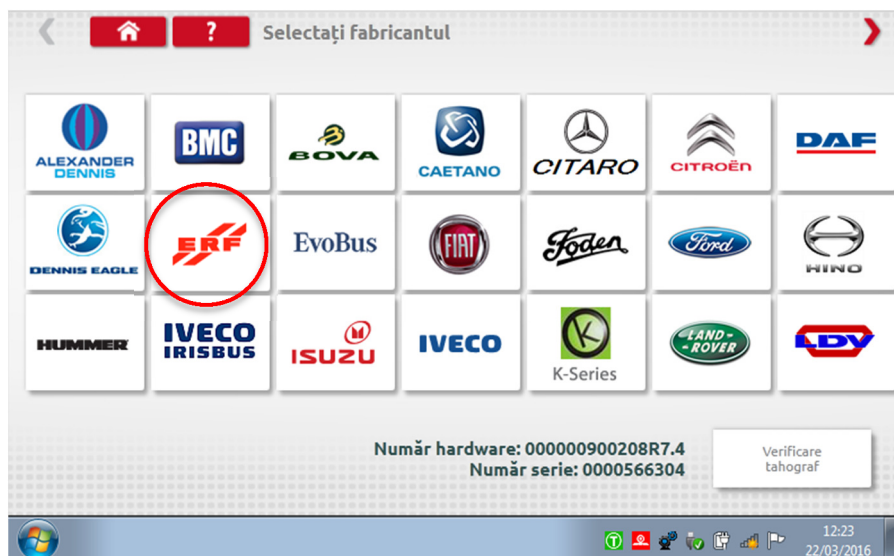 ? Selectați fabricantul
ALEXANDER
DENNIS
BMC
BOVA
CAETANO
CITARO
CITROËN
DAF
DENNIS EAGLE
ERF
EvoBus
FIAT
Foden
Ford
HINO
HUMMER
IVECO
IRISBUS
ISUZU
IVECO
K-Series
LAND-
-ROVER
LDV
Număr hardware: 000000900208R7.4
Număr serie: 0000566304
Verificare
tahograf
12:23
22/03/2016